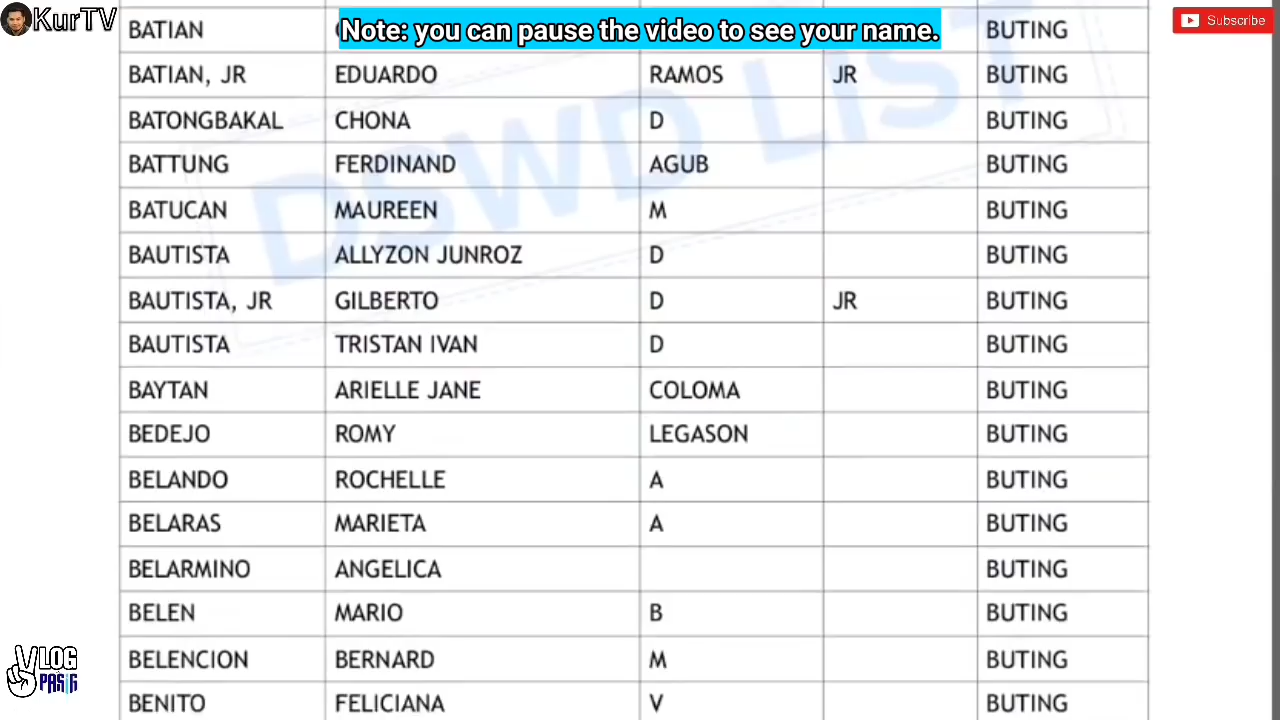 KurTV
Note: you can pause the video to see your name.
Subscribe
BATIAN BUTING
BATIAN, JR EDUARDO RAMOS JR BUTING
BATONGBAKAL CHONA D BUTING
BATTUNG FERDINAND AGUB BUTING
BATUCAN MAUREEN M BUTING
BAUTISTA ALLYZON JUNROZ D BUTING
BAUTISTA, JR GILBERTO D JR BUTING
BAUTISTA TRISTAN IVAN D BUTING
BAYTAN ARIELLE JANE COLOMA BUTING
BEDEJO ROMY LEGASON BUTING
BELANDO ROCHELLE A BUTING
BELARAS MARIETA A BUTING
BELARMINO ANGELICA BUTING
BELEN MARIO B BUTING
BELENCION BERNARD M BUTING
BENITO FELICIANA V BUTING
DSWD LIST
VLOG
PASIG